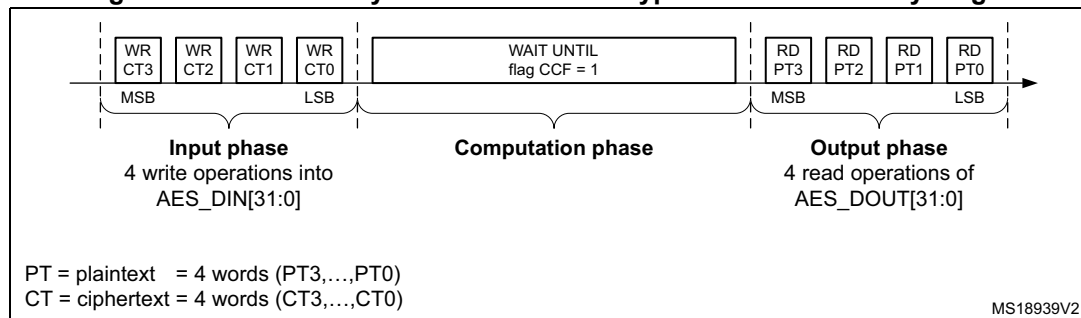 WR CT3 WR CT2 WR CT1 WR CT0 WAIT UNTIL flag CCF = 1 RD PT3 RD PT2 RD PT1 RD PT0
MSB LSB MSB LSB
Input phase Computation phase Output phase
4 write operations into 4 read operations of
AES_DIN[31:0] AES_DOUT[31:0]
PT = plaintext = 4 words (PT3,…,PT0)
CT = ciphertext = 4 words (CT3,…,CT0)
MS18939V2